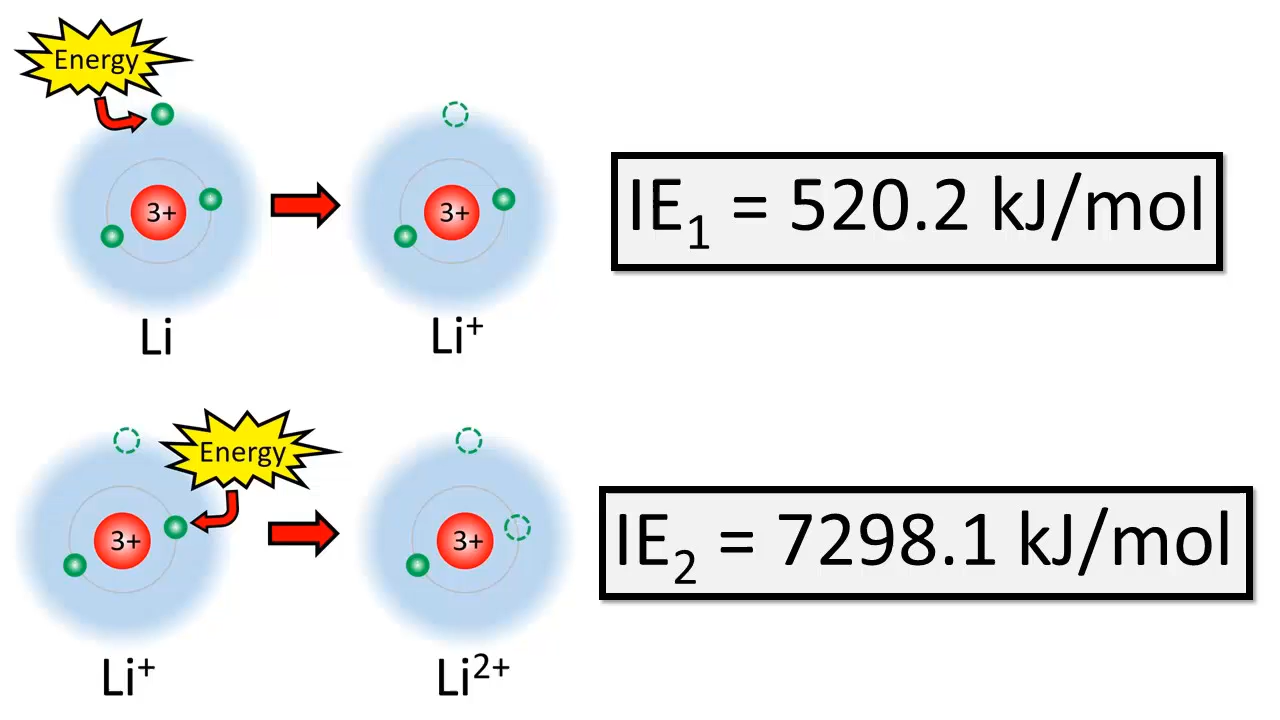 Energy
3+
3+
IE₁ = 520.2 kJ/mol
Li
Li⁺
Energy
3+
3+
IE₂ = 7298.1 kJ/mol
Li⁺
Li²⁺